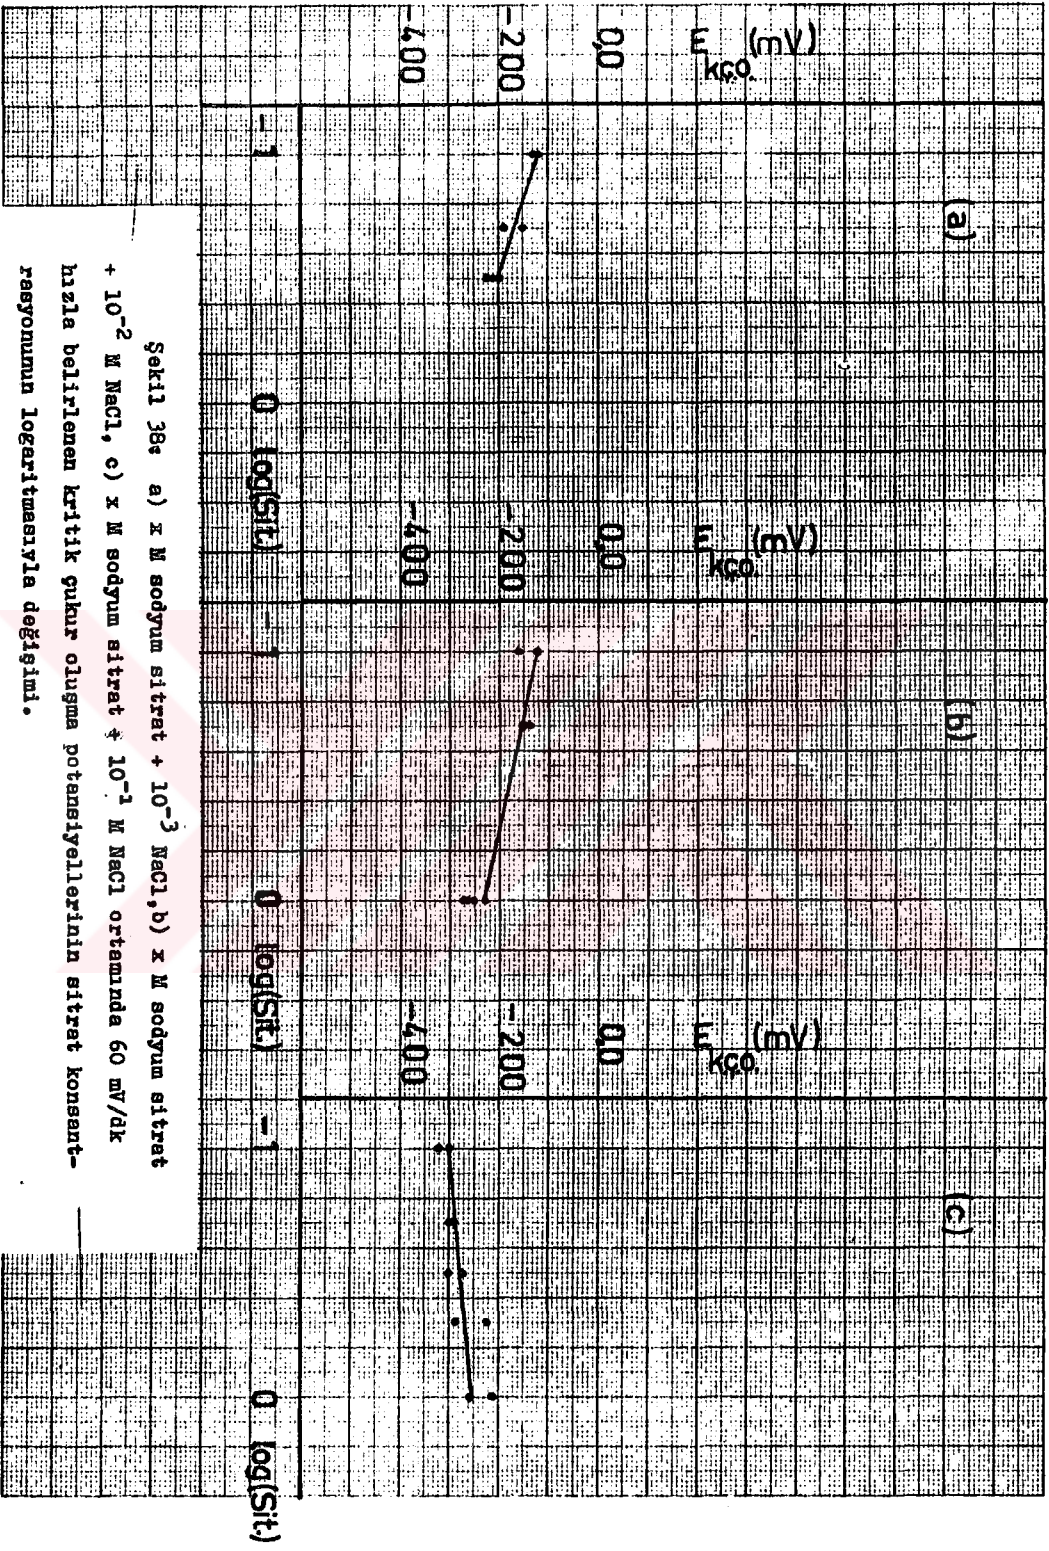 (a)
(b)
(c)
E kço. (mV)
0,0
-200
-400
-1
0
log(Sit.)
E kço. (mV)
0,0
-200
-400
-1
0
log(Sit.)
E kço. (mV)
0,0
-200
-400
-1
0
log(Sit.)
Şekil 38: a) x M sodyum sitrat + 10⁻³ NaCl,b) x M sodyum sitrat
+ 10⁻² M NaCl, c) x M sodyum sitrat + 10⁻¹ M NaCl ortamında 60 mV/dk
hızla belirlenen kritik çukur oluşma potansiyellerinin sitrat konsant-
rasyonunun logaritmasıyla değişimi.